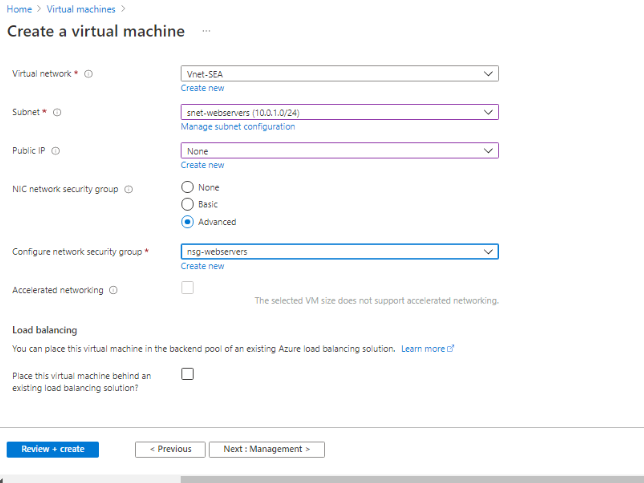 Home > Virtual machines >
Create a virtual machine ...
Virtual network * Vnet-SEA
Create new
Subnet * snet-webservers (10.0.1.0/24)
Manage subnet configuration
Public IP None
Create new
NIC network security group None
Basic
Advanced
Configure network security group * nsg-webservers
Create new
Accelerated networking
The selected VM size does not support accelerated networking.
Load balancing
You can place this virtual machine in the backend pool of an existing Azure load balancing solution. Learn more
Place this virtual machine behind an
existing load balancing solution?
Review + create < Previous Next : Management >